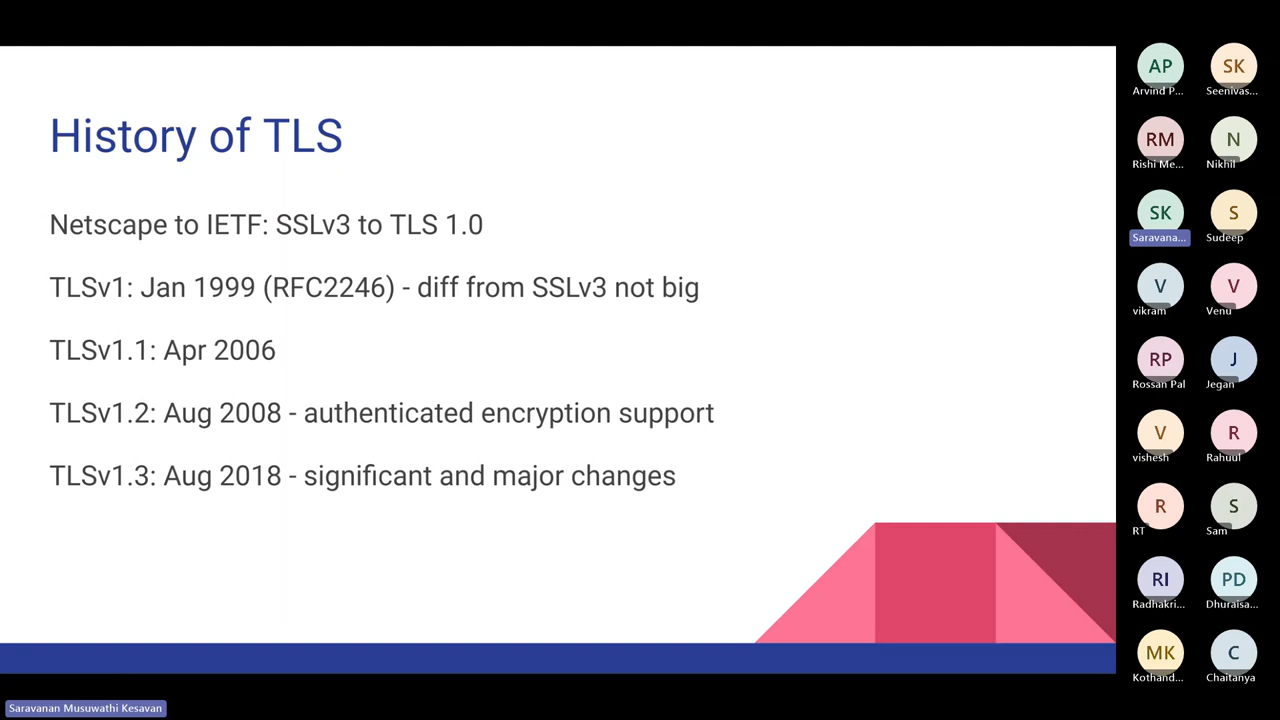 History of TLS
Netscape to IETF: SSLv3 to TLS 1.0
TLSv1: Jan 1999 (RFC2246) - diff from SSLv3 not big
TLSv1.1: Apr 2006
TLSv1.2: Aug 2008 - authenticated encryption support
TLSv1.3: Aug 2018 - significant and major changes
AP
Arvind P...
SK
Seenivas...
RM
Rishi Me...
N
Nikhil
SK
Saravana...
S
Sudeep
V
vikram
V
Venu
RP
Rossan Pal
J
Jegan
V
vishesh
R
Rahuul
R
RT
S
Sam
RI
Radhakri...
PD
Dhuraisa...
MK
Kothand...
C
Chaitanya
Saravanan Musuwathi Kesavan